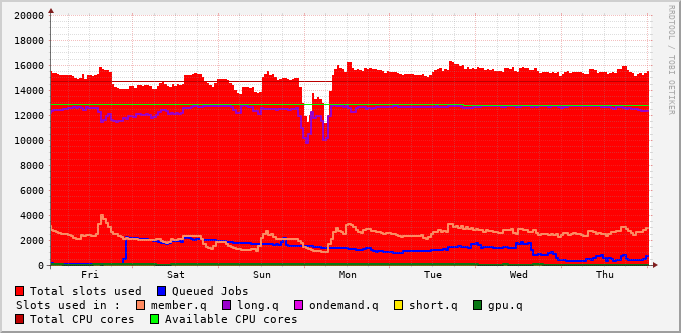 20000
18000
16000
14000
12000
10000
8000
6000
4000
2000
0
Fri Sat Sun Mon Tue Wed Thu
RRDTOOL / TOBI OETIKER
Total slots used Queued Jobs
Slots used in : member.q long.q ondemand.q short.q gpu.q
Total CPU cores Available CPU cores